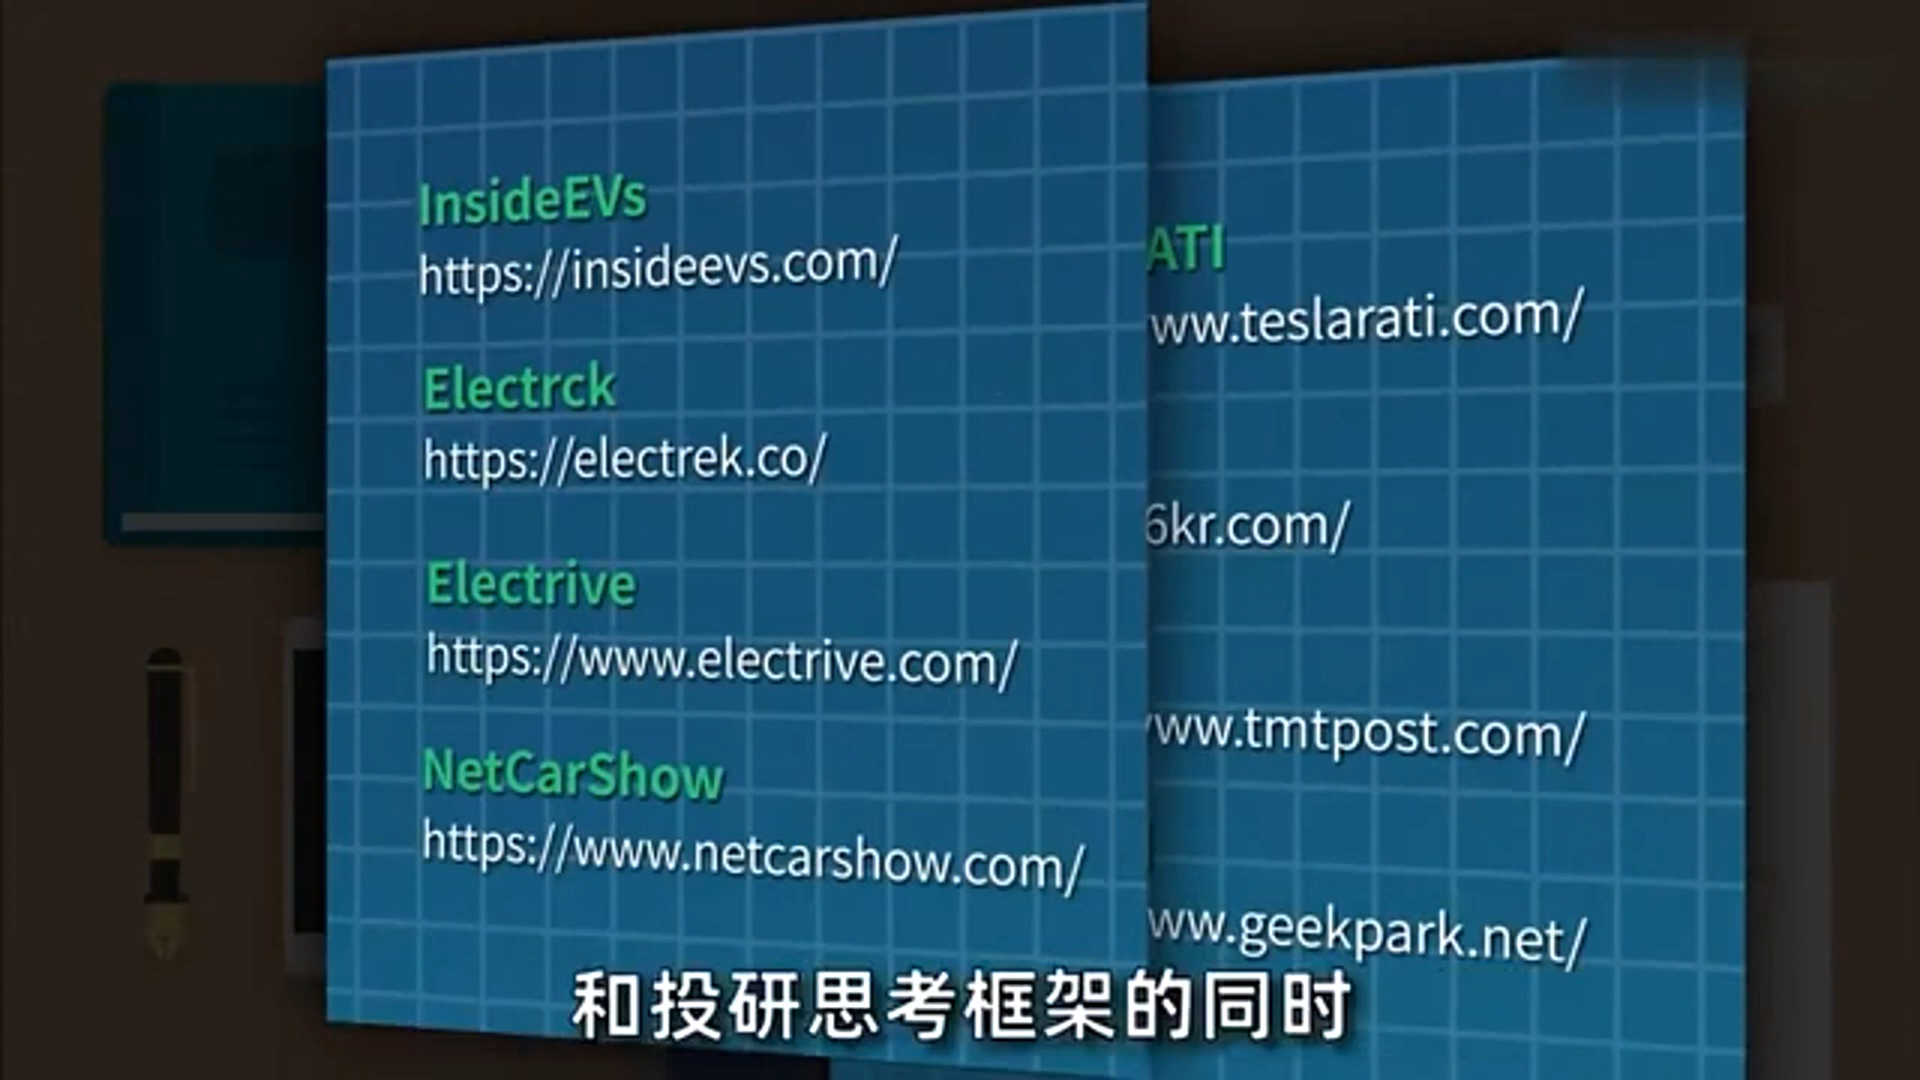 InsideEVs
https://insideevs.com/
Electrck
https://electrek.co/
Electrive
https://www.electrive.com/
NetCarShow
https://www.netcarshow.com/
ATI
ww.teslarati.com/
6kr.com/
ww.tmtpost.com/
ww.geekpark.net/
和投研思考框架的同时